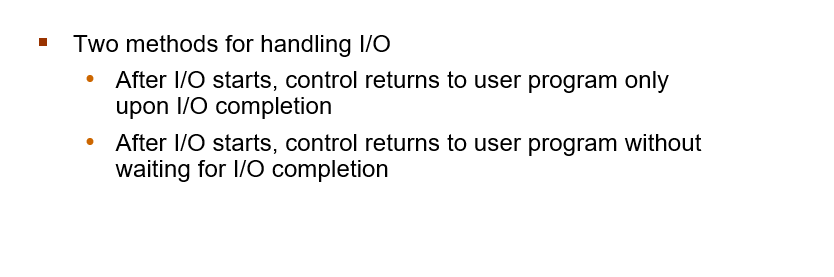 Two methods for handling I/O
After I/O starts, control returns to user program only
upon I/O completion
After I/O starts, control returns to user program without
waiting for I/O completion